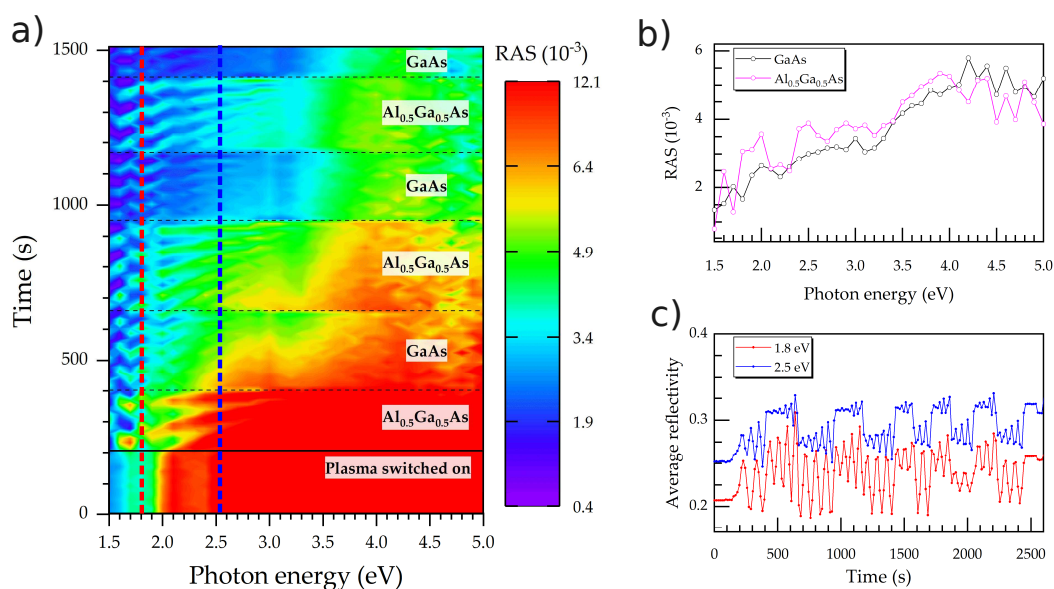 a)
RAS (10⁻³)
1500
1000
500
0
Time (s)
GaAs
Al₀.₅Ga₀.₅As
GaAs
Al₀.₅Ga₀.₅As
GaAs
Al₀.₅Ga₀.₅As
Plasma switched on
1.5 2.0 2.5 3.0 3.5 4.0 4.5 5.0
Photon energy (eV)
12.1
6.4
4.9
3.4
1.9
0.4
b)
GaAs
Al₀.₅Ga₀.₅As
6
4
2
RAS (10⁻³)
1.5 2.0 2.5 3.0 3.5 4.0 4.5 5.0
Photon energy (eV)
c)
1.8 eV
2.5 eV
0.4
0.3
0.2
Average reflectivity
0 500 1000 1500 2000 2500
Time (s)